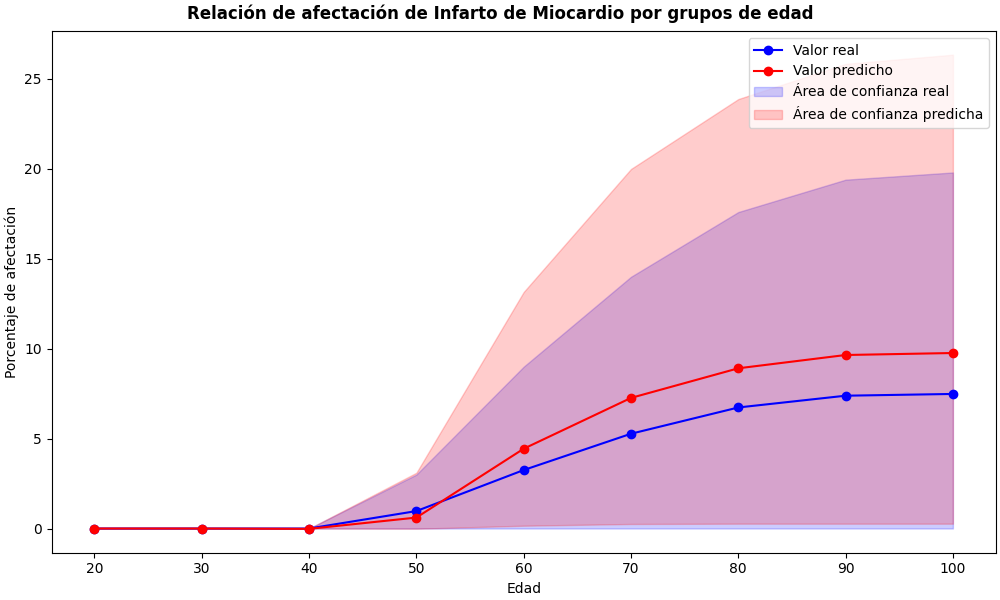 Relación de afectación de Infarto de Miocardio por grupos de edad
Valor real
Valor predicho
Área de confianza real
Área de confianza predicha
Porcentaje de afectación
25
20
15
10
5
0
20 30 40 50 60 70 80 90 100
Edad